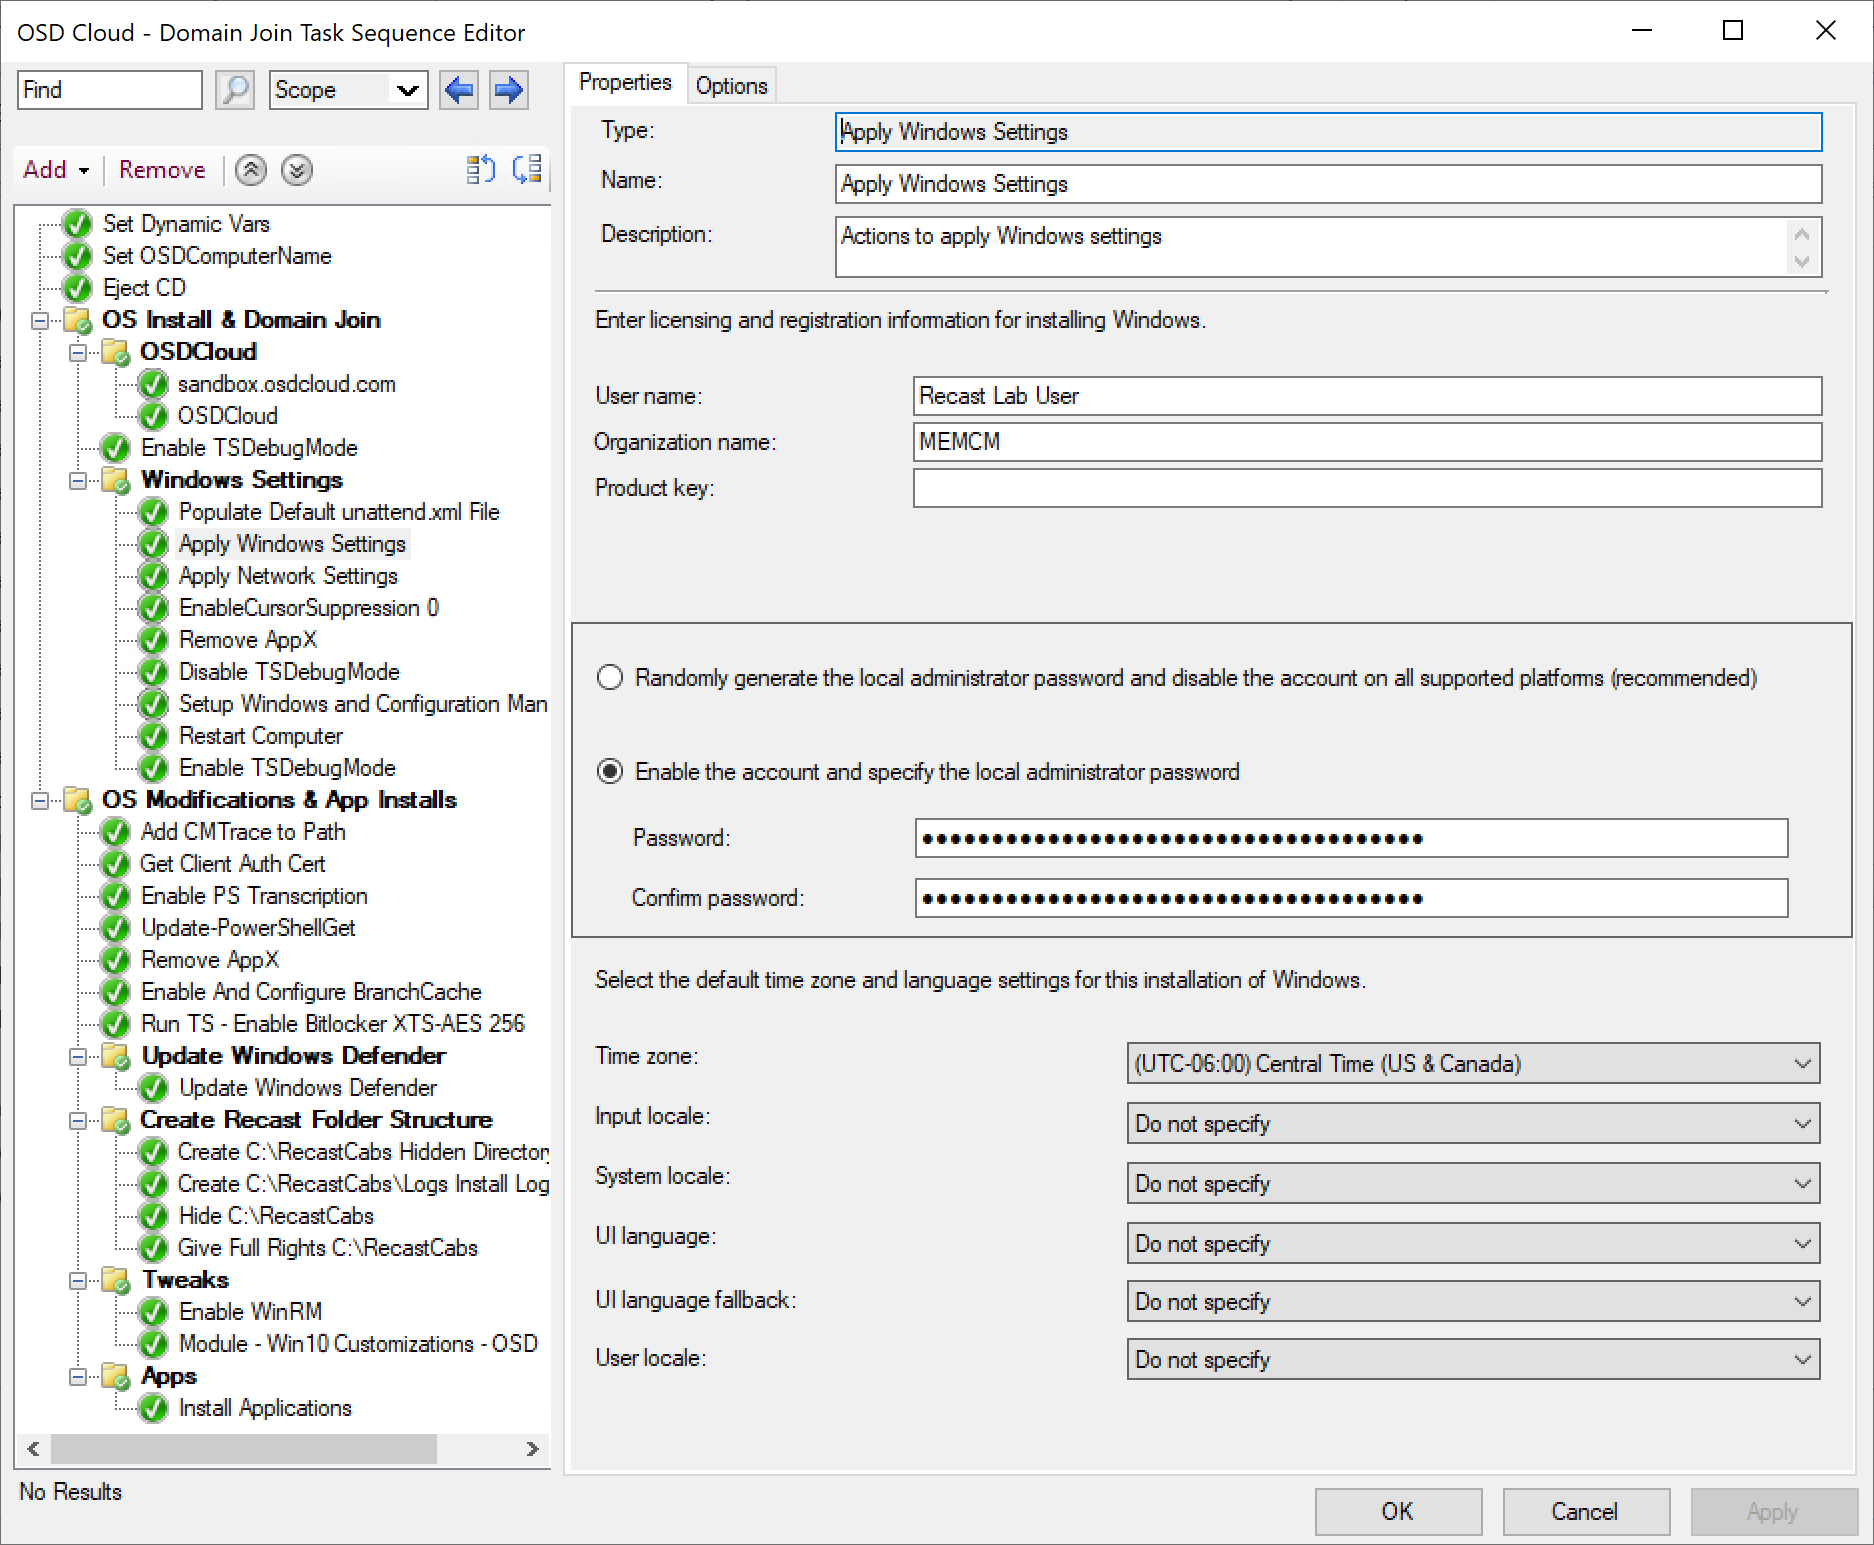 OSD Cloud - Domain Join Task Sequence Editor
Find
Scope
Add
Remove
Set Dynamic Vars
Set OSDComputerName
Eject CD
OS Install & Domain Join
OSDCloud
sandbox.osdcloud.com
OSDCloud
Enable TSDebugMode
Windows Settings
Populate Default unattend.xml File
Apply Windows Settings
Apply Network Settings
EnableCursorSuppression 0
Remove AppX
Disable TSDebugMode
Setup Windows and Configuration Man
Restart Computer
Enable TSDebugMode
OS Modifications & App Installs
Add CMTrace to Path
Get Client Auth Cert
Enable PS Transcription
Update-PowerShellGet
Remove AppX
Enable And Configure BranchCache
Run TS - Enable Bitlocker XTS-AES 256
Update Windows Defender
Update Windows Defender
Create Recast Folder Structure
Create C:\RecastCabs Hidden Directory
Create C:\RecastCabs\Logs Install Log
Hide C:\RecastCabs
Give Full Rights C:\RecastCabs
Tweaks
Enable WinRM
Module - Win10 Customizations - OSD
Apps
Install Applications
No Results
Properties
Options
Type: Apply Windows Settings
Name: Apply Windows Settings
Description: Actions to apply Windows settings
Enter licensing and registration information for installing Windows.
User name: Recast Lab User
Organization name: MEMCM
Product key:
Randomly generate the local administrator password and disable the account on all supported platforms (recommended)
Enable the account and specify the local administrator password
Password: ••••••••••••••••••••••••••••••••••••
Confirm password: ••••••••••••••••••••••••••••••••••••
Select the default time zone and language settings for this installation of Windows.
Time zone: (UTC-06:00) Central Time (US & Canada)
Input locale: Do not specify
System locale: Do not specify
UI language: Do not specify
UI language fallback: Do not specify
User locale: Do not specify
OK
Cancel
Apply